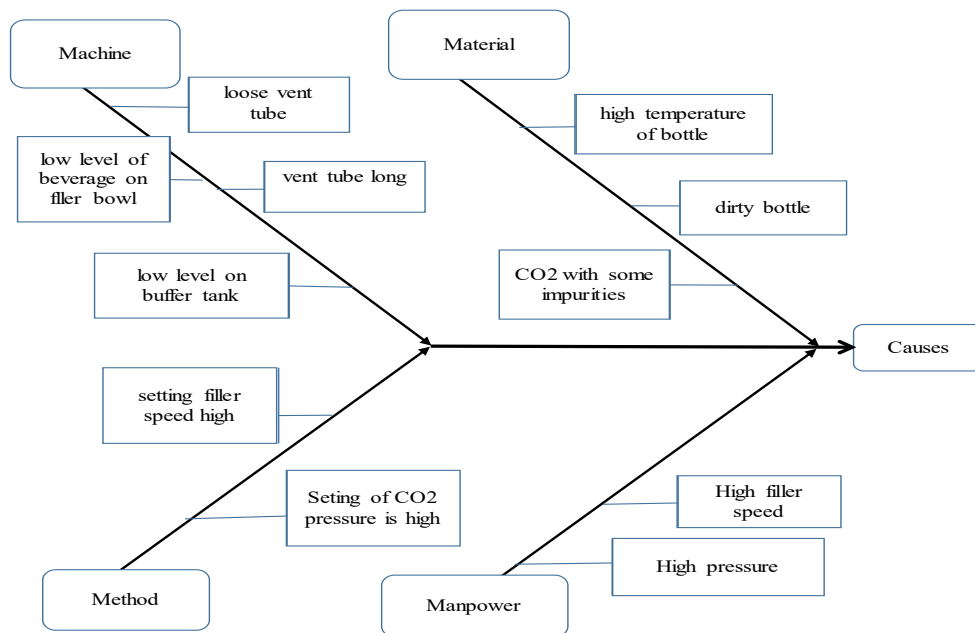 Machine
loose vent
tube
low level of
beverage on
fller bowl
vent tube long
low level on
buffer tank
Material
high temperature
of bottle
dirty bottle
CO2 with some
impurities
Causes
setting filler
speed high
Seting of CO2
pressure is high
Method
High filler
speed
High pressure
Manpower